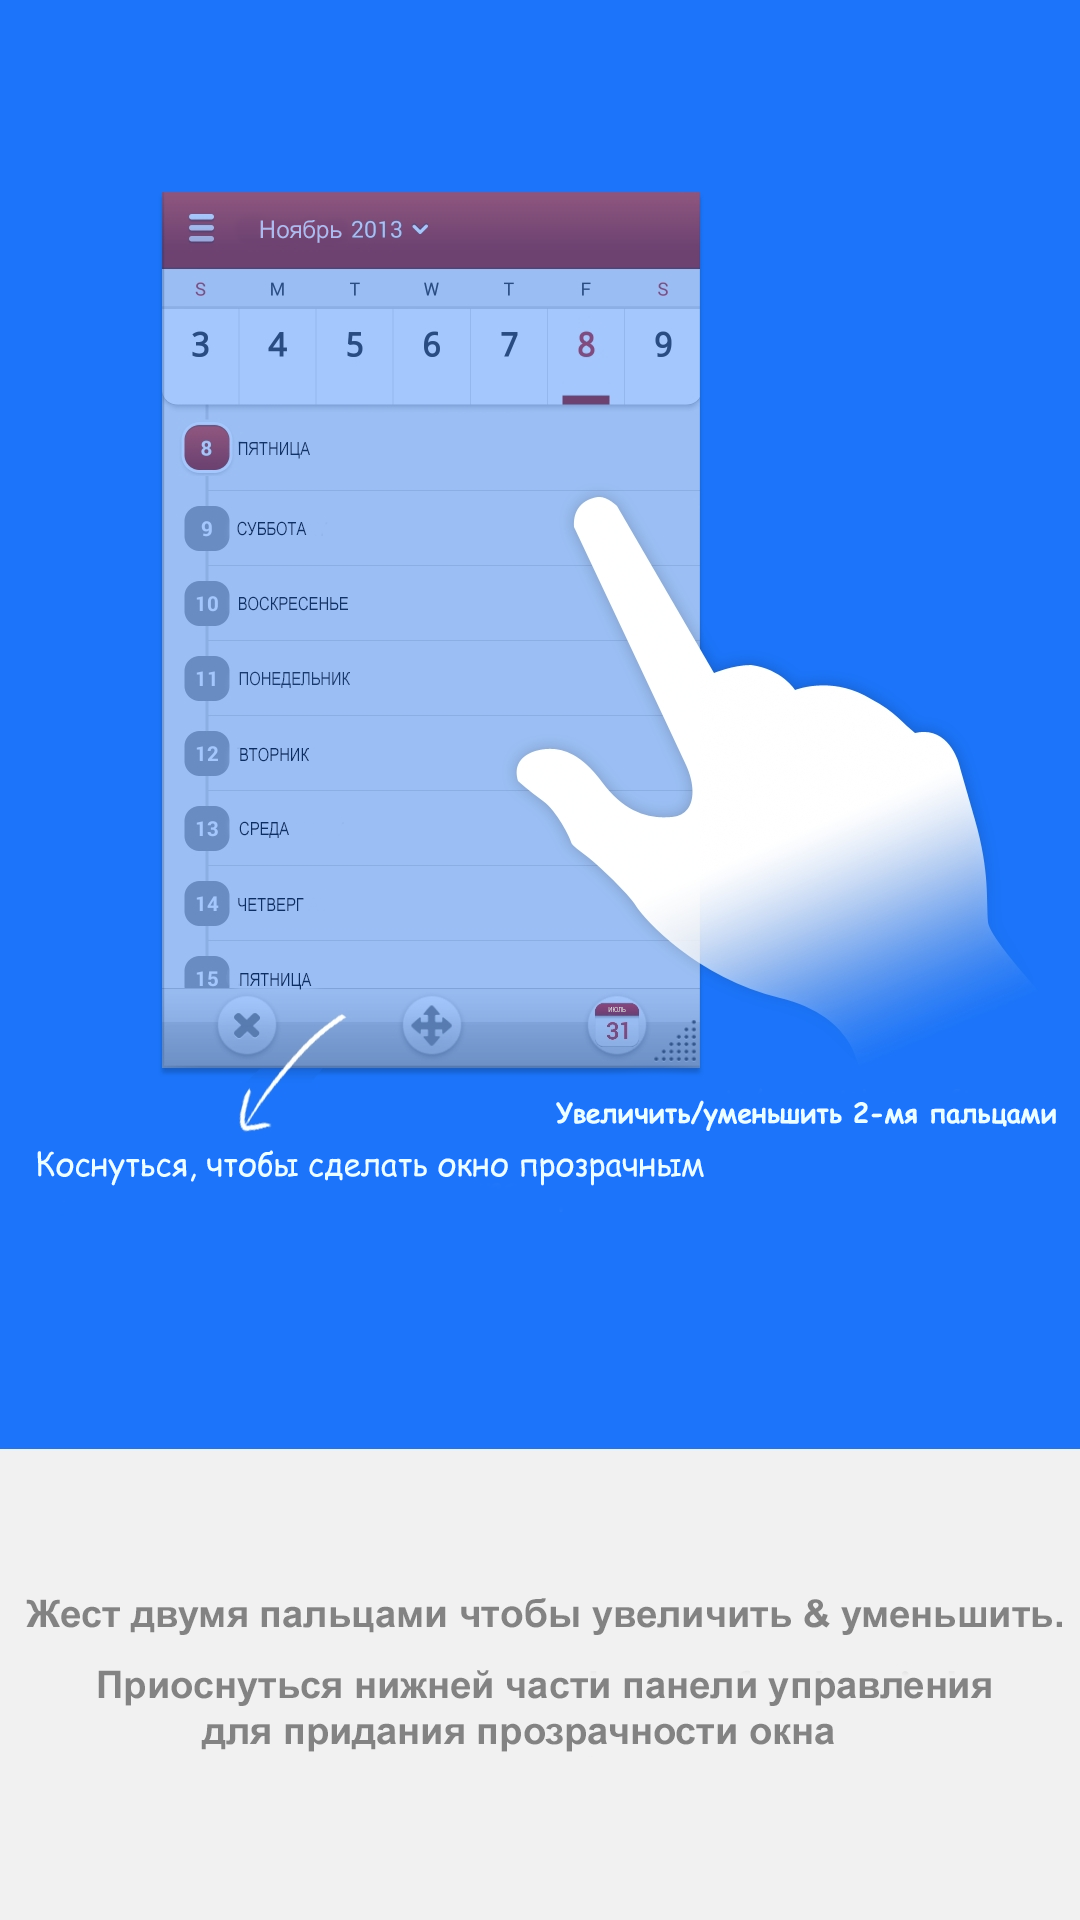 Ноябрь 2013
S M T W T F S
3 4 5 6 7 8 9
8 ПЯТНИЦА
9 СУББОТА
10 ВОСКРЕСЕНЬЕ
11 ПОНЕДЕЛЬНИК
12 ВТОРНИК
13 СРЕДА
14 ЧЕТВЕРГ
15 ПЯТНИЦА
ИЮЛЬ
31
Увеличить/уменьшить 2-мя пальцами
Коснуться, чтобы сделать окно прозрачным
Жест двумя пальцами чтобы увеличить & уменьшить.
Приоснуться нижней части панели управления
для придания прозрачности окна